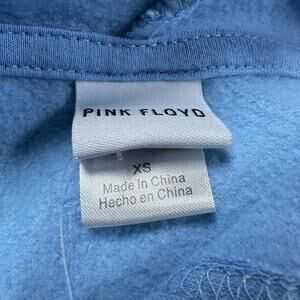 PINK FLOYD
XS
Made in China
Hecho en China